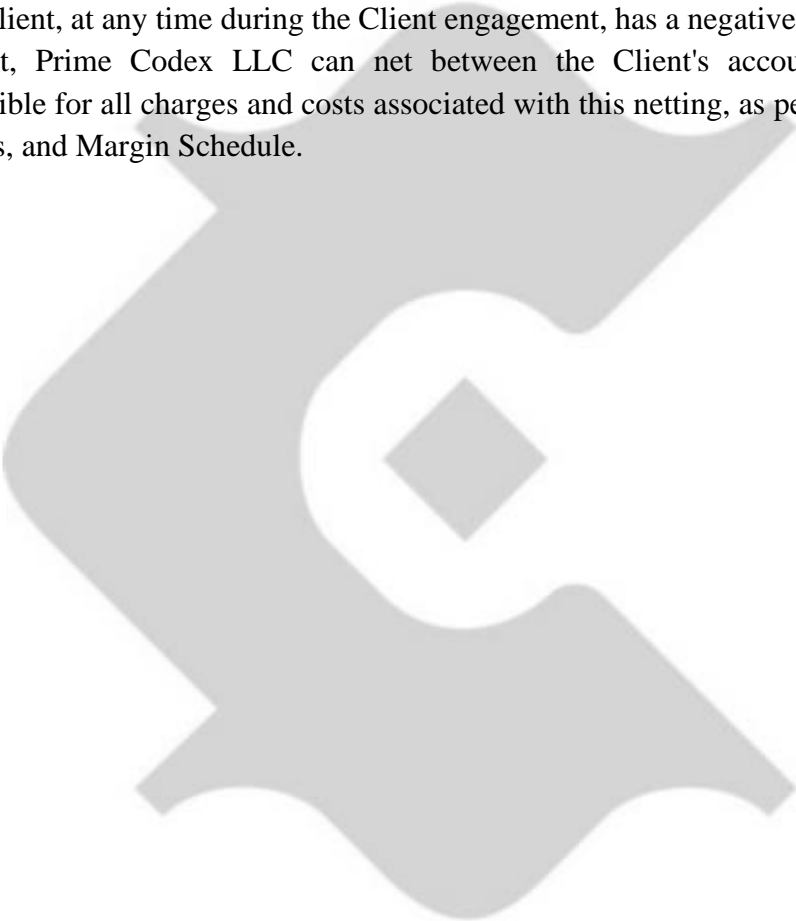 lient, at any time during the Client engagement, has a negative
t, Prime Codex LLC can net between the Client's accou
ible for all charges and costs associated with this netting, as pe
s, and Margin Schedule.